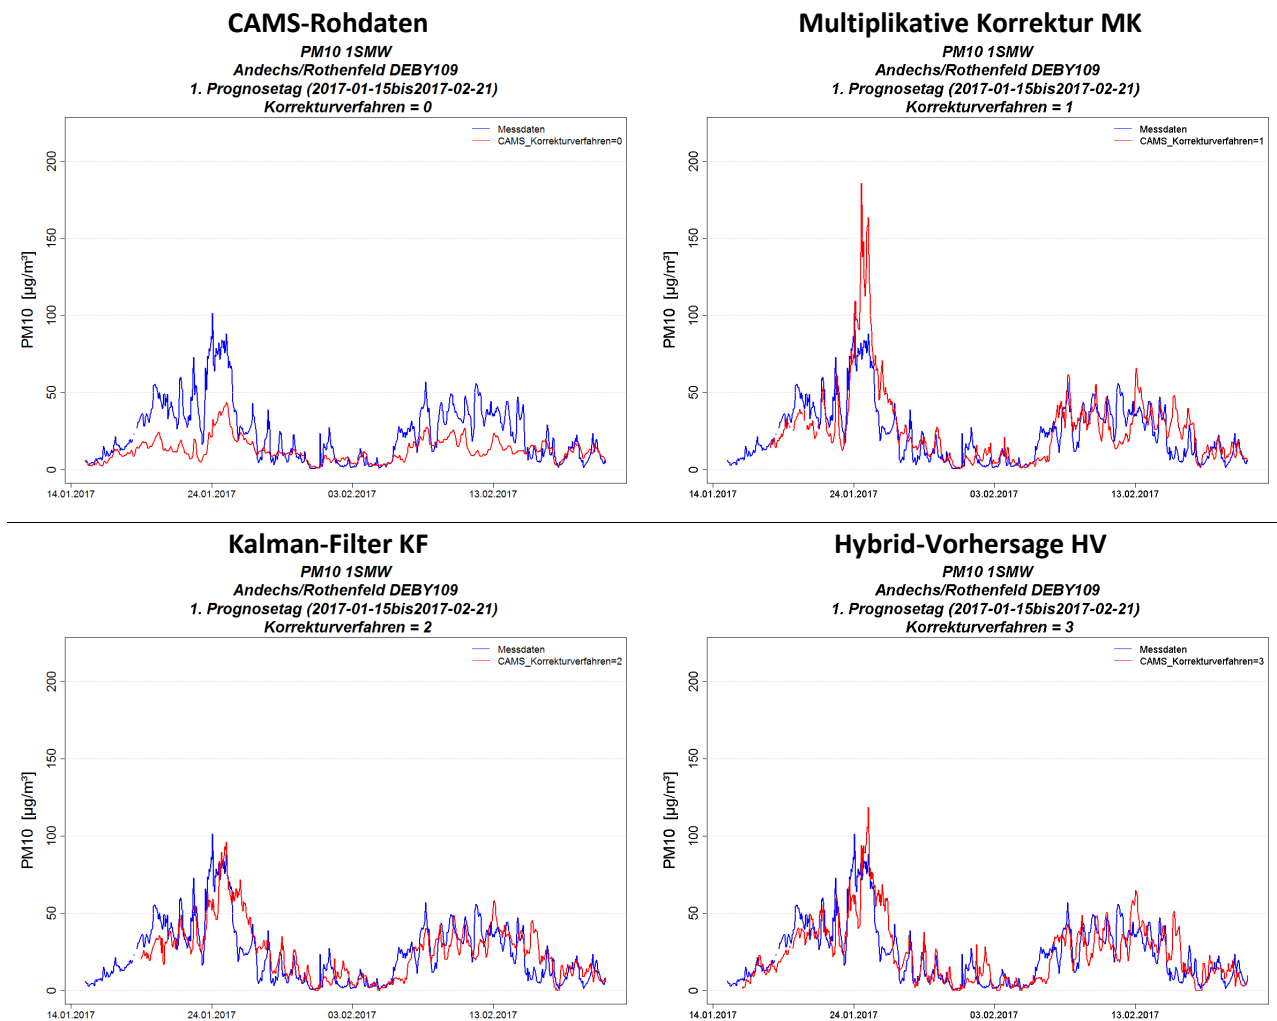 CAMS-Rohdaten
PM10 1SMW
Andechs/Rothenfeld DEBY109
1. Prognosetag (2017-01-15bis2017-02-21)
Korrekturverfahren = 0
Messdaten
CAMS_Korrekturverfahren=0
PM10 [µg/m³]
200
150
100
50
0
14.01.2017 24.01.2017 03.02.2017 13.02.2017
Multiplikative Korrektur MK
PM10 1SMW
Andechs/Rothenfeld DEBY109
1. Prognosetag (2017-01-15bis2017-02-21)
Korrekturverfahren = 1
Messdaten
CAMS_Korrekturverfahren=1
PM10 [µg/m³]
200
150
100
50
0
14.01.2017 24.01.2017 03.02.2017 13.02.2017
Kalman-Filter KF
PM10 1SMW
Andechs/Rothenfeld DEBY109
1. Prognosetag (2017-01-15bis2017-02-21)
Korrekturverfahren = 2
Messdaten
CAMS_Korrekturverfahren=2
PM10 [µg/m³]
200
150
100
50
0
14.01.2017 24.01.2017 03.02.2017 13.02.2017
Hybrid-Vorhersage HV
PM10 1SMW
Andechs/Rothenfeld DEBY109
1. Prognosetag (2017-01-15bis2017-02-21)
Korrekturverfahren = 3
Messdaten
CAMS_Korrekturverfahren=3
PM10 [µg/m³]
200
150
100
50
0
14.01.2017 24.01.2017 03.02.2017 13.02.2017